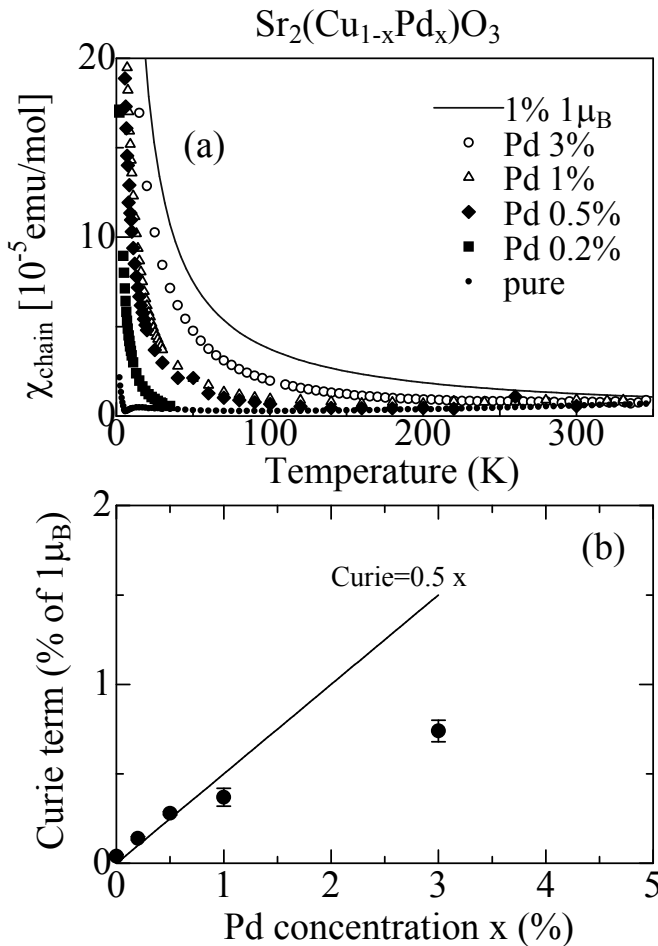 Sr₂(Cu₁₋ₓPdₓ)O₃
20
10
0
χchain [10⁻⁵emu/mol]
(a)
1% 1μB
Pd 3%
Pd 1%
Pd 0.5%
Pd 0.2%
pure
0 100 200 300
Temperature (K)
2
1
0
Curie term (% of 1μB)
(b)
Curie=0.5 x
0 1 2 3 4 5
Pd concentration x (%)